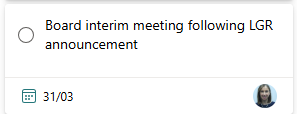 Board interim meeting following LGR
announcement
31/03